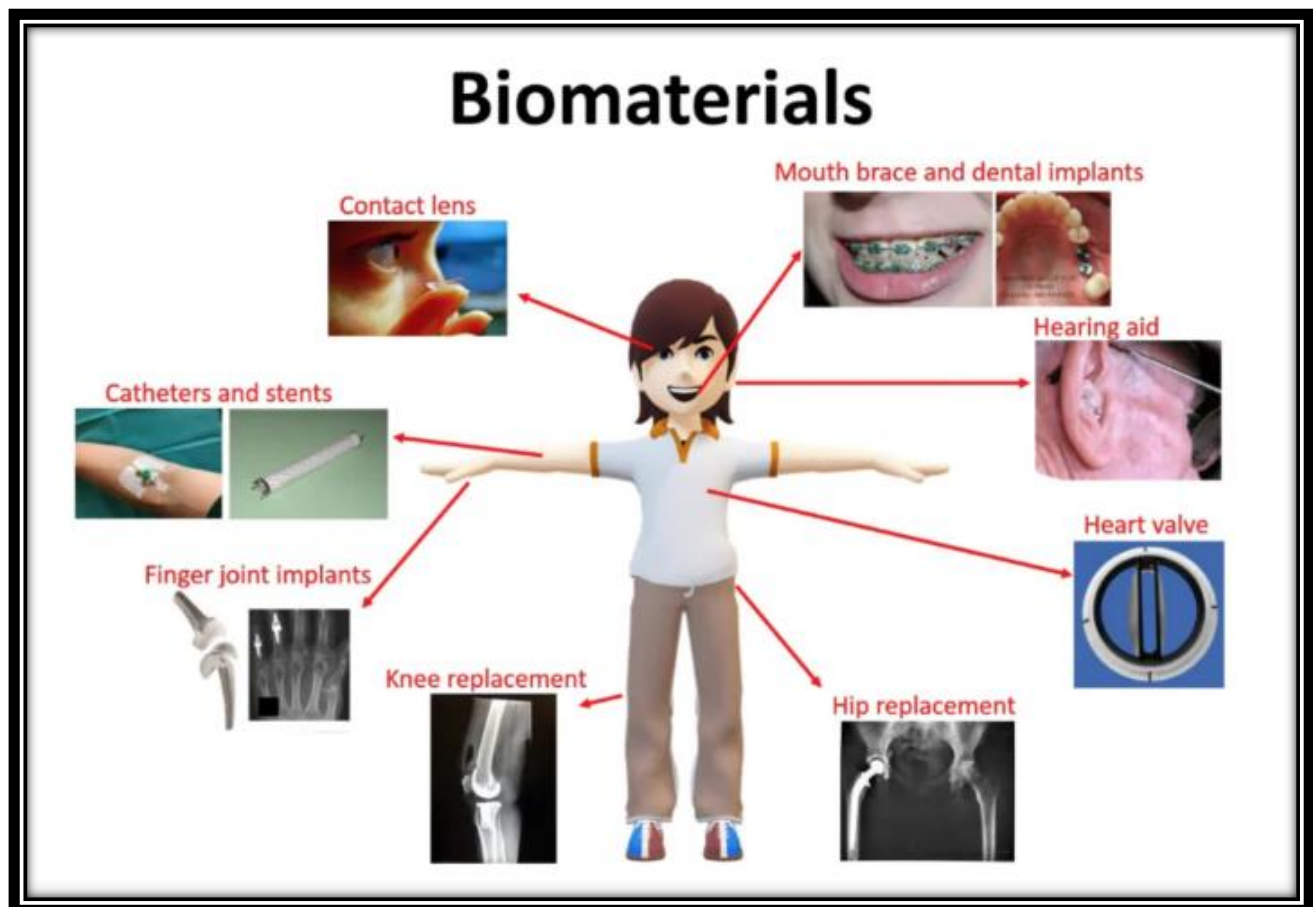 Biomaterials
Mouth brace and dental implants
Contact lens
Hearing aid
Catheters and stents
Heart valve
Finger joint implants
Knee replacement
Hip replacement